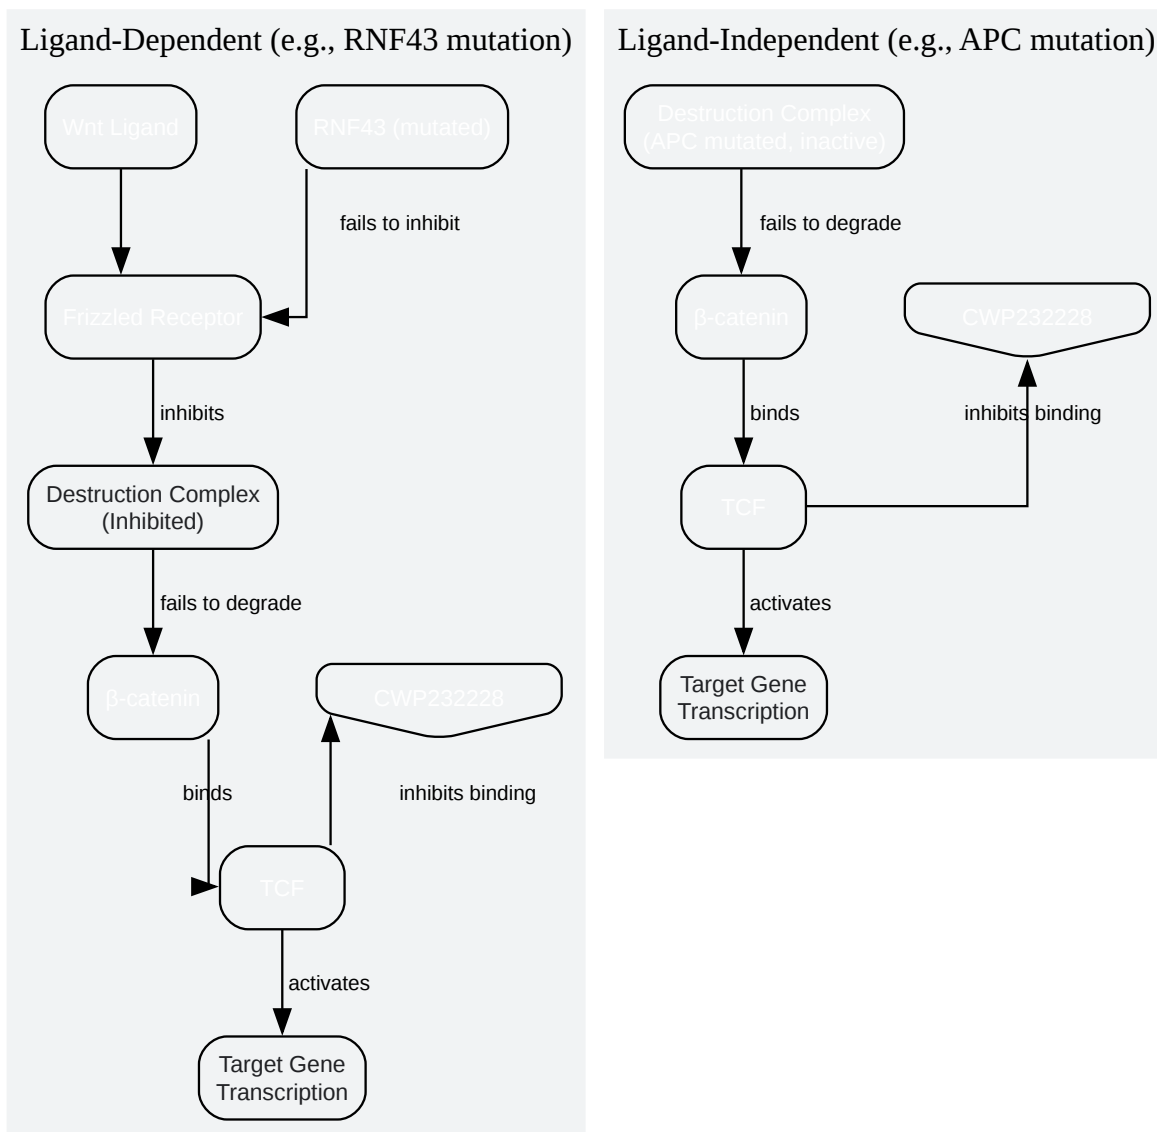 Ligand-Dependent (e.g., RNF43 mutation)
Wnt Ligand
RNF43 (mutated)
fails to inhibit
Frizzled Receptor
inhibits
Destruction Complex
(Inhibited)
fails to degrade
β-catenin
CWP232228
binds
inhibits binding
TCF
activates
Target Gene
Transcription
Ligand-Independent (e.g., APC mutation)
Destruction Complex
(APC mutated, inactive)
fails to degrade
β-catenin
CWP232228
binds
inhibits binding
TCF
activates
Target Gene
Transcription